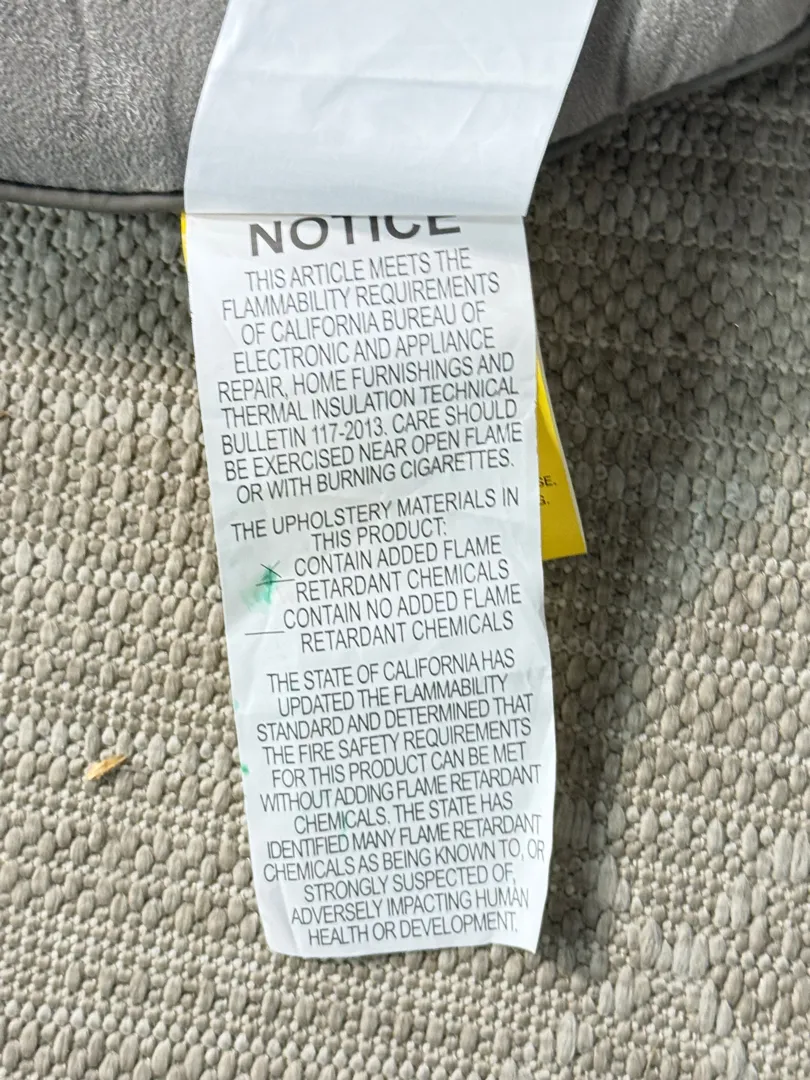 NOTICE
THIS ARTICLE MEETS THE
FLAMMABILITY REQUIREMENTS
OF CALIFORNIA BUREAU OF
ELECTRONIC AND APPLIANCE
REPAIR, HOME FURNISHINGS AND
THERMAL INSULATION TECHNICAL
BULLETIN 117-2013. CARE SHOULD
BE EXERCISED NEAR OPEN FLAME
OR WITH BURNING CIGARETTES.
THE UPHOLSTERY MATERIALS IN
THIS PRODUCT:
X CONTAIN ADDED FLAME
RETARDANT CHEMICALS
__CONTAIN NO ADDED FLAME
RETARDANT CHEMICALS
THE STATE OF CALIFORNIA HAS
UPDATED THE FLAMMABILITY
STANDARD AND DETERMINED THAT
THE FIRE SAFETY REQUIREMENTS
FOR THIS PRODUCT CAN BE MET
WITHOUT ADDING FLAME RETARDANT
CHEMICALS. THE STATE HAS
IDENTIFIED MANY FLAME RETARDANT
CHEMICALS AS BEING KNOWN TO, OR
STRONGLY SUSPECTED OF,
ADVERSELY IMPACTING HUMAN
HEALTH OR DEVELOPMENT.